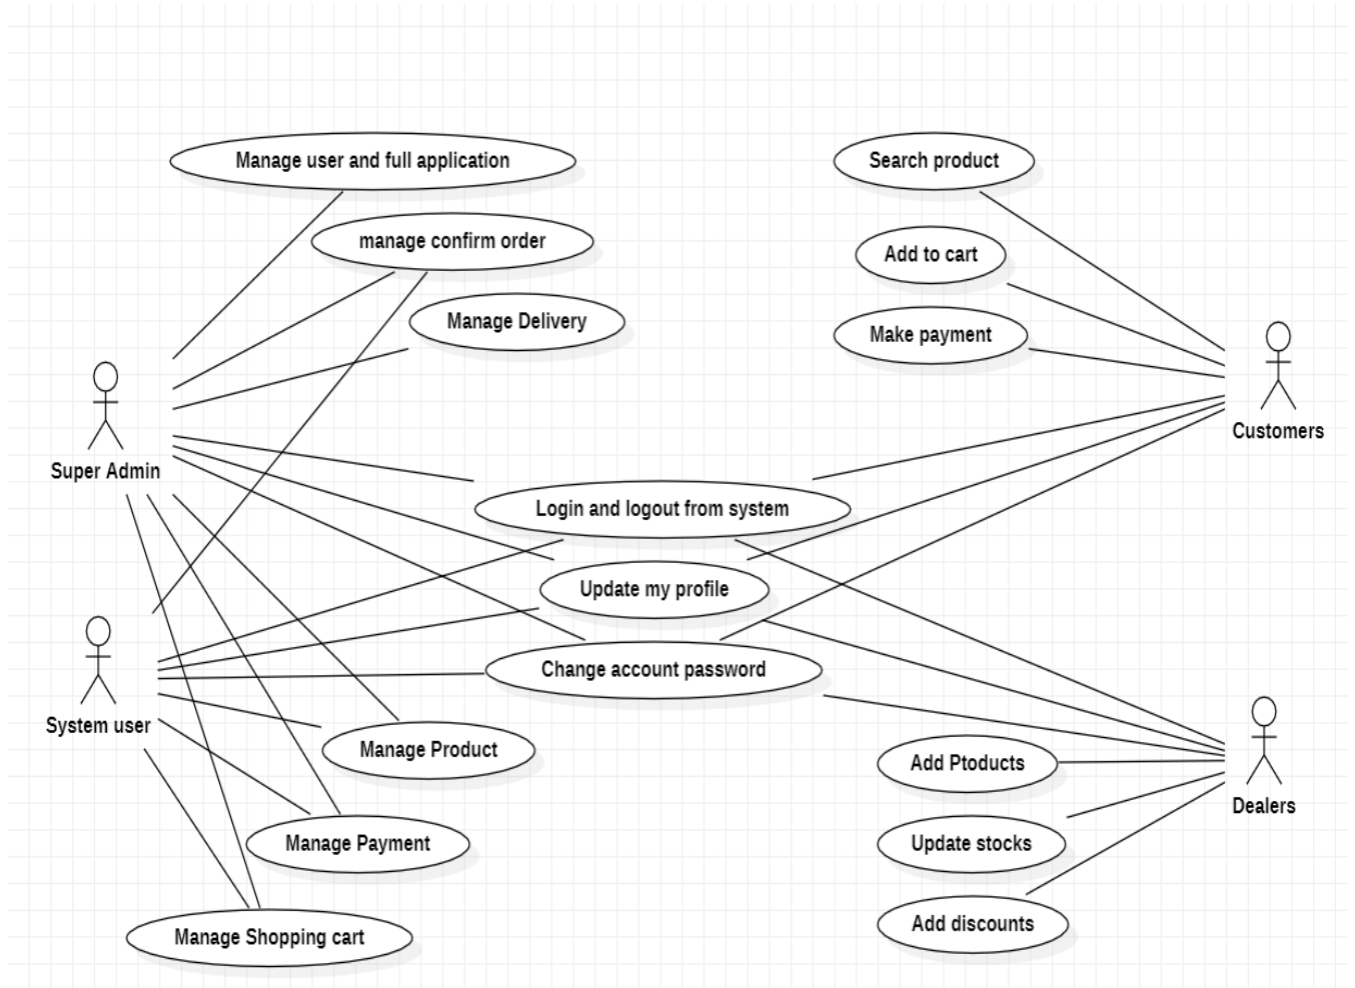 Manage user and full application
Search product
manage confirm order
Add to cart
Manage Delivery
Make payment
Customers
Super Admin
Login and logout from system
Update my profile
Change account password
System user
Manage Product
Add Ptoducts
Dealers
Manage Payment
Update stocks
Add discounts
Manage Shopping cart